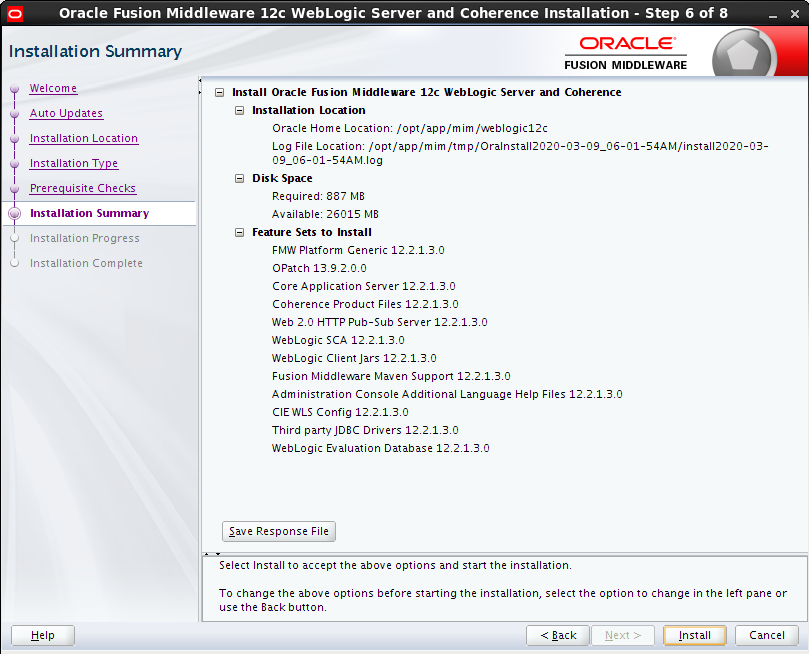 Oracle Fusion Middleware 12c WebLogic Server and Coherence Installation - Step 6 of 8
Installation Summary
ORACLE®
FUSION MIDDLEWARE
Welcome
Auto Updates
Installation Location
Installation Type
Prerequisite Checks
Installation Summary
Installation Progress
Installation Complete
Install Oracle Fusion Middleware 12c WebLogic Server and Coherence
Installation Location
Oracle Home Location: /opt/app/mim/weblogic12c
Log File Location: /opt/app/mim/tmp/OraInstall2020-03-09_06-01-54AM/install2020-03-
09_06-01-54AM.log
Disk Space
Required: 887 MB
Available: 26015 MB
Feature Sets to Install
FMW Platform Generic 12.2.1.3.0
OPatch 13.9.2.0.0
Core Application Server 12.2.1.3.0
Coherence Product Files 12.2.1.3.0
Web 2.0 HTTP Pub-Sub Server 12.2.1.3.0
WebLogic SCA 12.2.1.3.0
WebLogic Client Jars 12.2.1.3.0
Fusion Middleware Maven Support 12.2.1.3.0
Administration Console Additional Language Help Files 12.2.1.3.0
CIE WLS Config 12.2.1.3.0
Third party JDBC Drivers 12.2.1.3.0
WebLogic Evaluation Database 12.2.1.3.0
Save Response File
Select Install to accept the above options and start the installation.
To change the above options before starting the installation, select the option to change in the left pane or
use the Back button.
Help
< Back
Next >
Install
Cancel